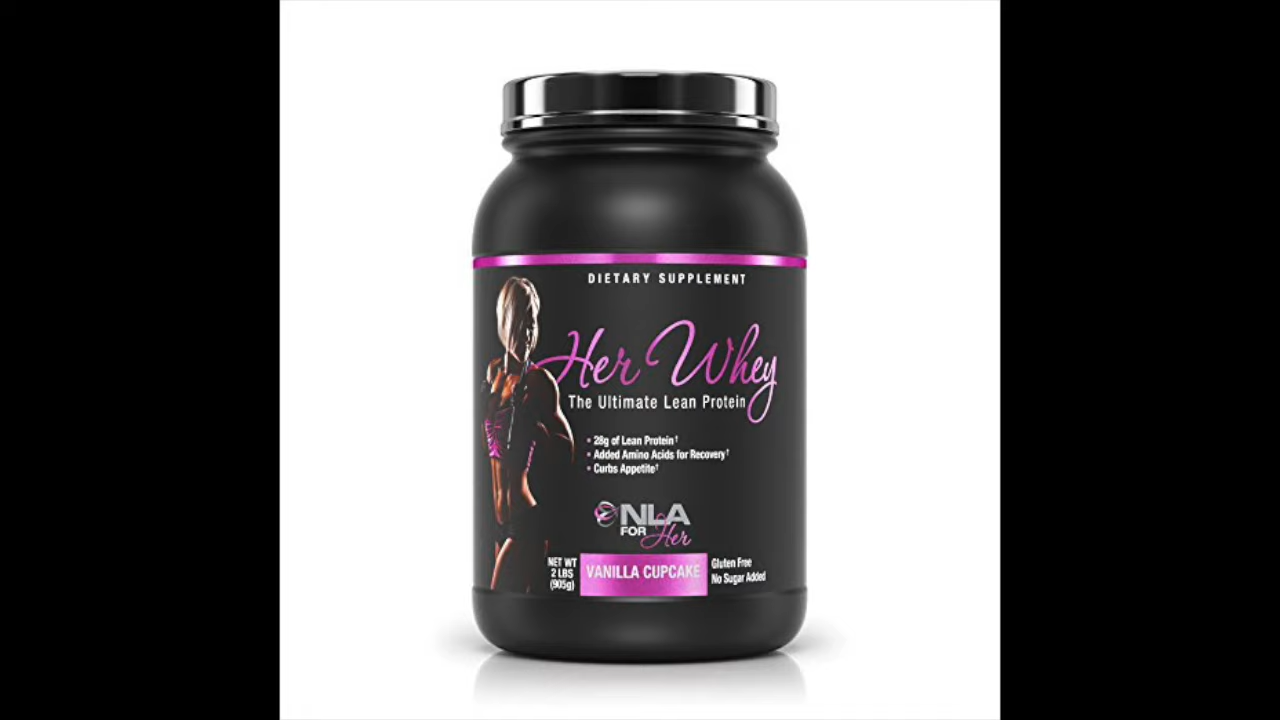 DIETARY SUPPLEMENT
Her Whey
The Ultimate Lean Protein
• 28g of Lean Protein†
• Added Amino Acids for Recovery†
• Curbs Appetite†
NLA
FOR Her
NET WT
2 LBS
(905g)
VANILLA CUPCAKE
Gluten Free
No Sugar Added